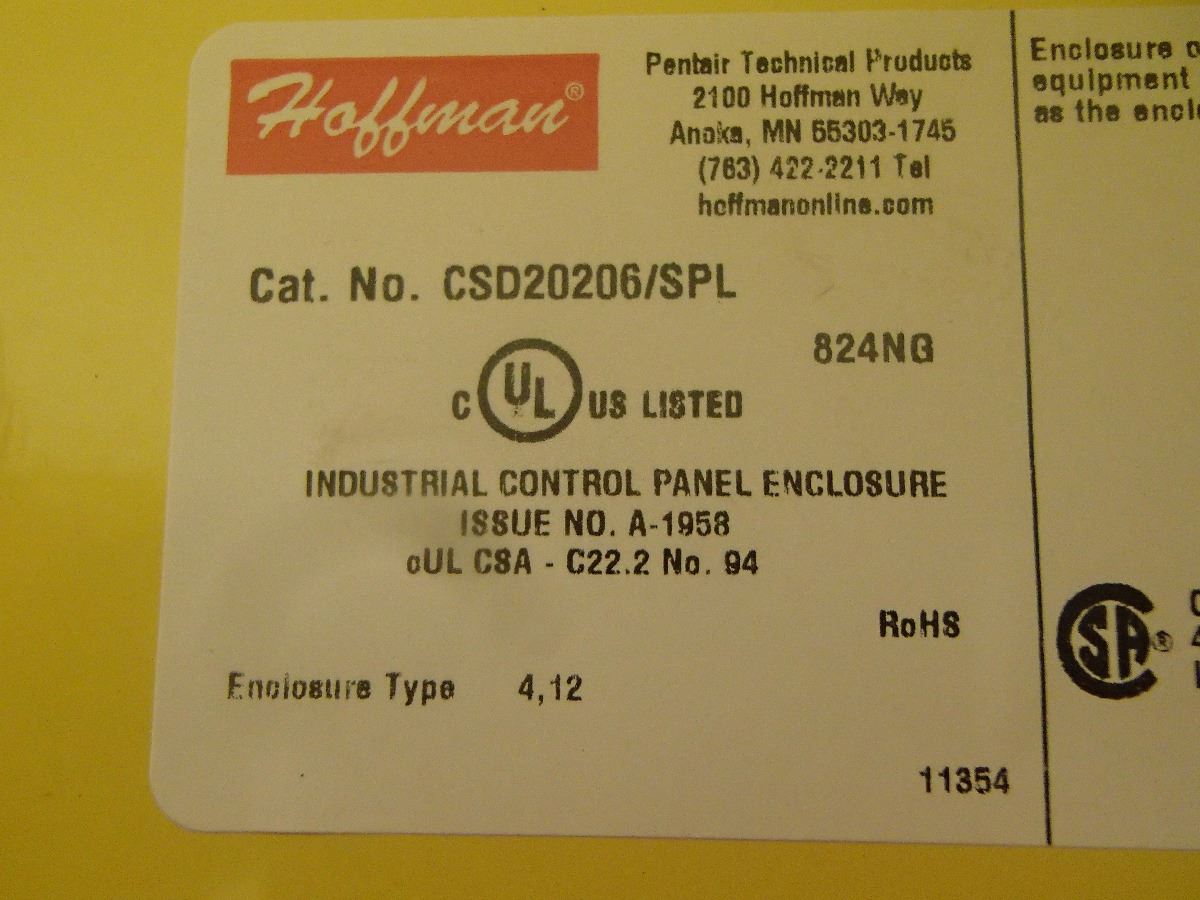 Hoffman®
Pentair Technical Products
2100 Hoffman Way
Anoka, MN 55303-1745
(763) 422-2211 Tel
hoffmanonline.com
Cat. No. CSD20206/SPL
824NG
C UL US LISTED
INDUSTRIAL CONTROL PANEL ENCLOSURE
ISSUE NO. A-1958
cUL CSA - C22.2 No. 94
RoHS
Enclosure Type 4,12
11354
Enclosure
equipment
as the
CSA®